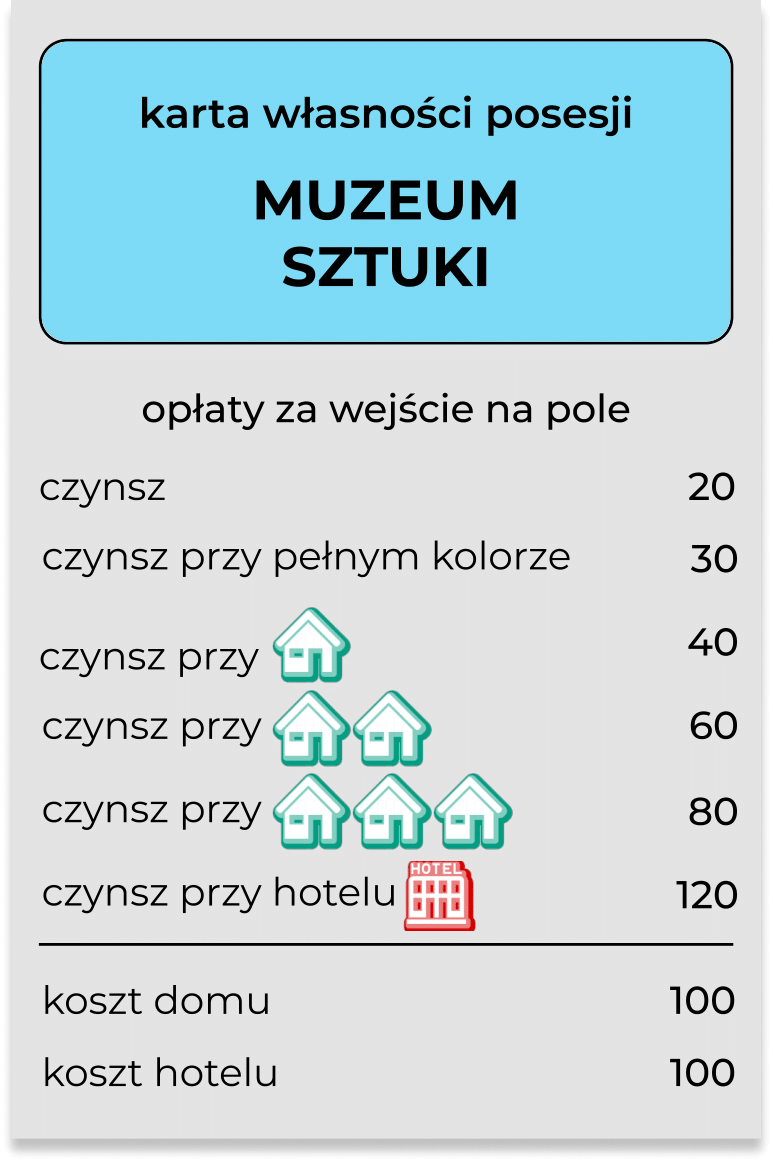 karta własności posesji
MUZEUM
SZTUKI
opłaty za wejście na pole
czynsz 20
czynsz przy pełnym kolorze 30
czynsz przy 40
czynsz przy 60
czynsz przy 80
czynsz przy hotelu HOTEL 120
koszt domu 100
koszt hotelu 100